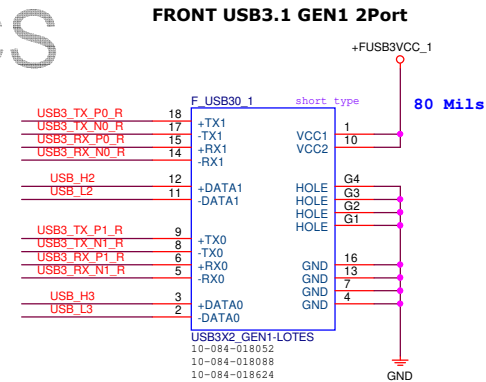 FRONT USB3.1 GEN1 2Port
CS
+FUSB3VCC_1
F_USB30_1 short type 80 Mils
USB3_TX_P0_R 18 +TX1
USB3_TX_N0_R 17 -TX1 VCC1 1
USB3_RX_P0_R 15 +RX1 VCC2 10
USB3_RX_N0_R 14 -RX1
USB_H2 12 +DATA1 HOLE G4
USB_L2 11 -DATA1 HOLE G3
HOLE G2
HOLE G1
USB3_TX_P1_R 9 +TX0
USB3_TX_N1_R 8 -TX0
USB3_RX_P1_R 6 +RX0 GND 16
USB3_RX_N1_R 5 -RX0 GND 13
GND 7
USB_H3 3 +DATA0 GND 4
USB_L3 2 -DATA0
USB3X2_GEN1-LOTES
10-084-018052
10-084-018088
10-084-018624
GND